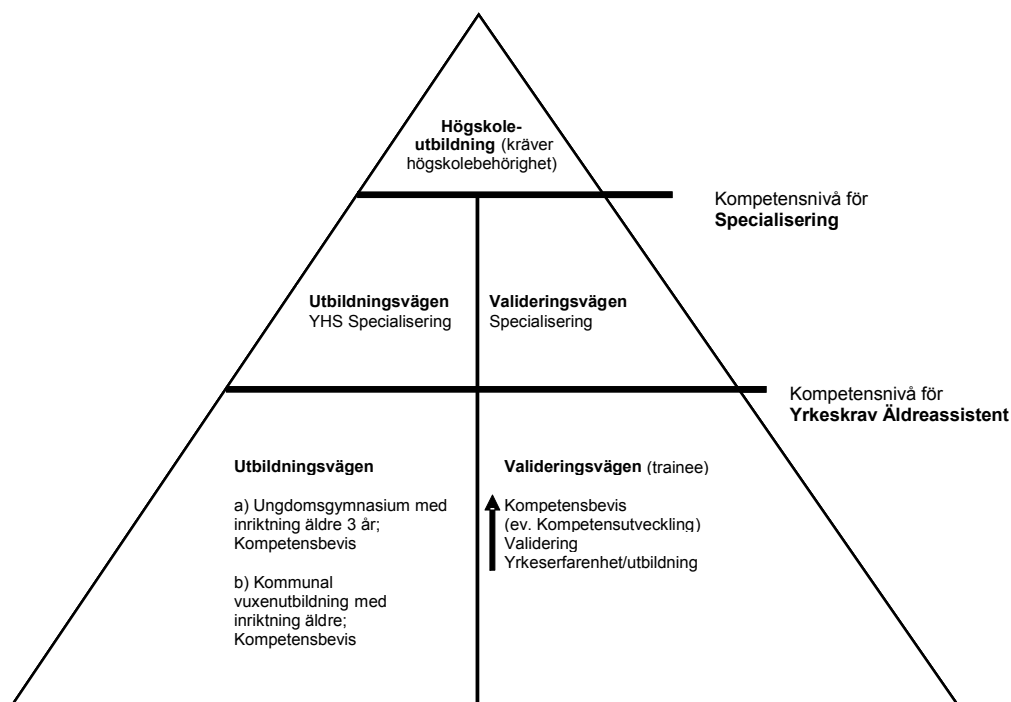 Högskole-
utbildning (kräver
högskolebehörighet)
Kompetensnivå för
Specialisering
Utbildningsvägen
YHS Specialisering
Valideringsvägen
Specialisering
Kompetensnivå för
Yrkeskrav Äldreassistent
Utbildningsvägen
a) Ungdomsgymnasium med
inriktning äldre 3 år;
Kompetensbevis
b) Kommunal
vuxenutbildning med
inriktning äldre;
Kompetensbevis
Valideringsvägen (trainee)
Kompetensbevis
(ev. Kompetensutveckling)
Validering
Yrkeserfarenhet/utbildning